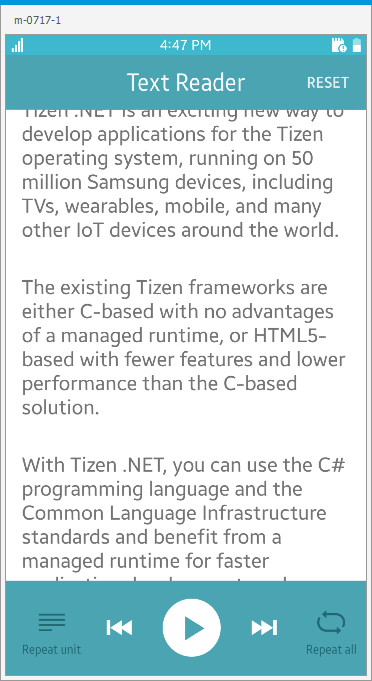 m-0717-1
4:47 PM
Text Reader
RESET
Tizen .NET is an exciting new way to
develop applications for the Tizen
operating system, running on 50
million Samsung devices, including
TVs, wearables, mobile, and many
other IoT devices around the world.
The existing Tizen frameworks are
either C-based with no advantages
of a managed runtime, or HTML5-
based with fewer features and lower
performance than the C-based
solution.
With Tizen .NET, you can use the C#
programming language and the
Common Language Infrastructure
standards and benefit from a
managed runtime for faster
Repeat unit
Repeat all